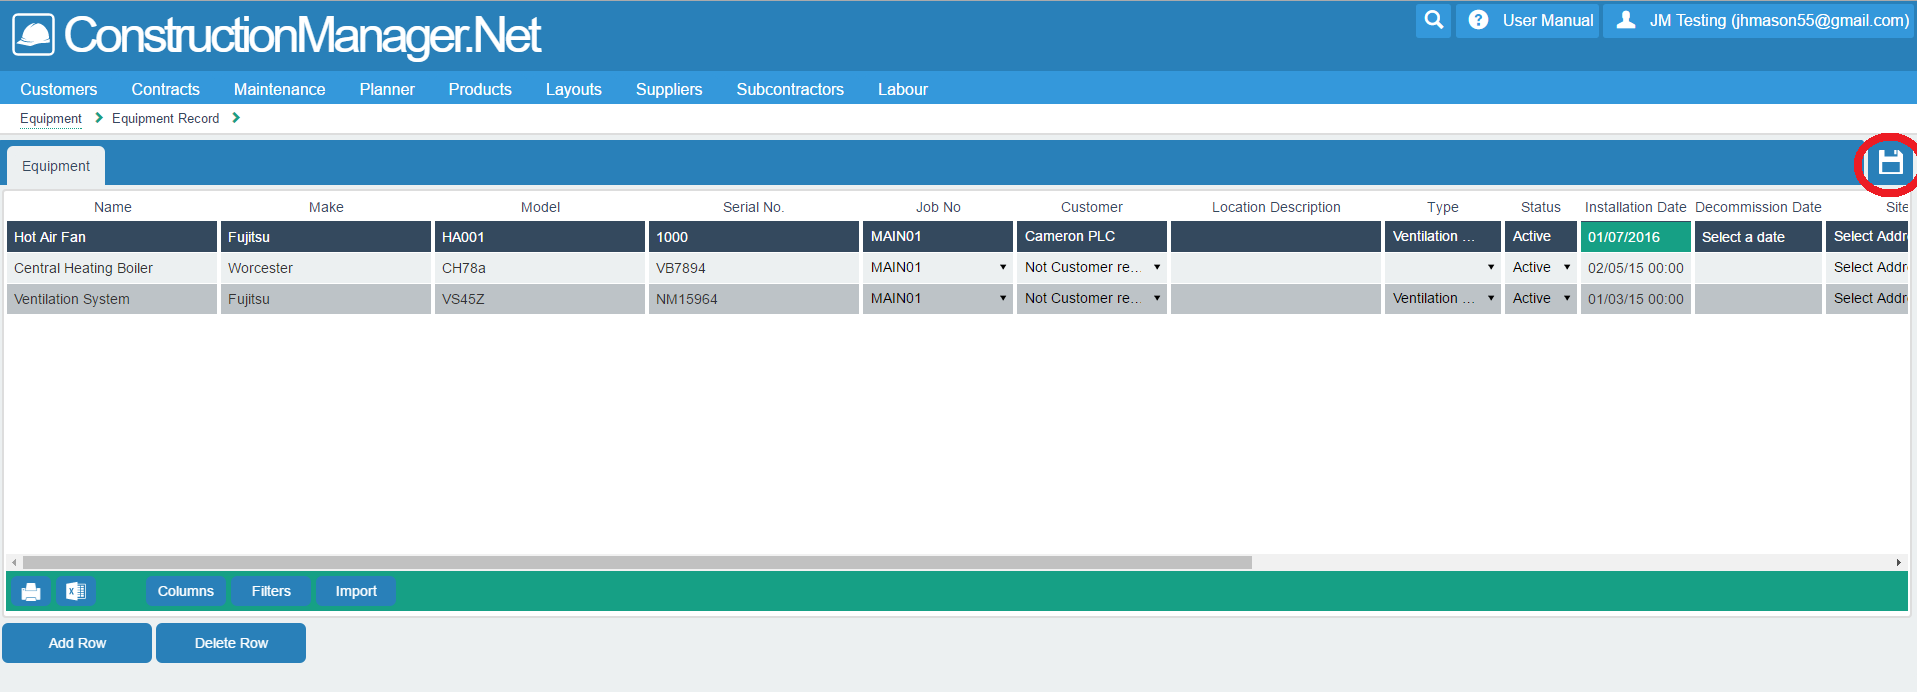 ConstructionManager.Net
User Manual
JM Testing (jhmason55@gmail.com)
Customers Contracts Maintenance Planner Products Layouts Suppliers Subcontractors Labour
Equipment Equipment Record
Equipment
Name Make Model Serial No. Job No Customer Location Description Type Status Installation Date Decommission Date Site
Hot Air Fan Fujitsu HA001 1000 MAIN01 Cameron PLC Ventilation ... Active 01/07/2016 Select a date Select Addr
Central Heating Boiler Worcester CH78a VB7894 MAIN01 Not Customer re... Active 02/05/15 00:00 Select Addr
Ventilation System Fujitsu VS45Z NM15964 MAIN01 Not Customer re... Ventilation ... Active 01/03/15 00:00 Select Addr
Columns Filters Import
Add Row Delete Row